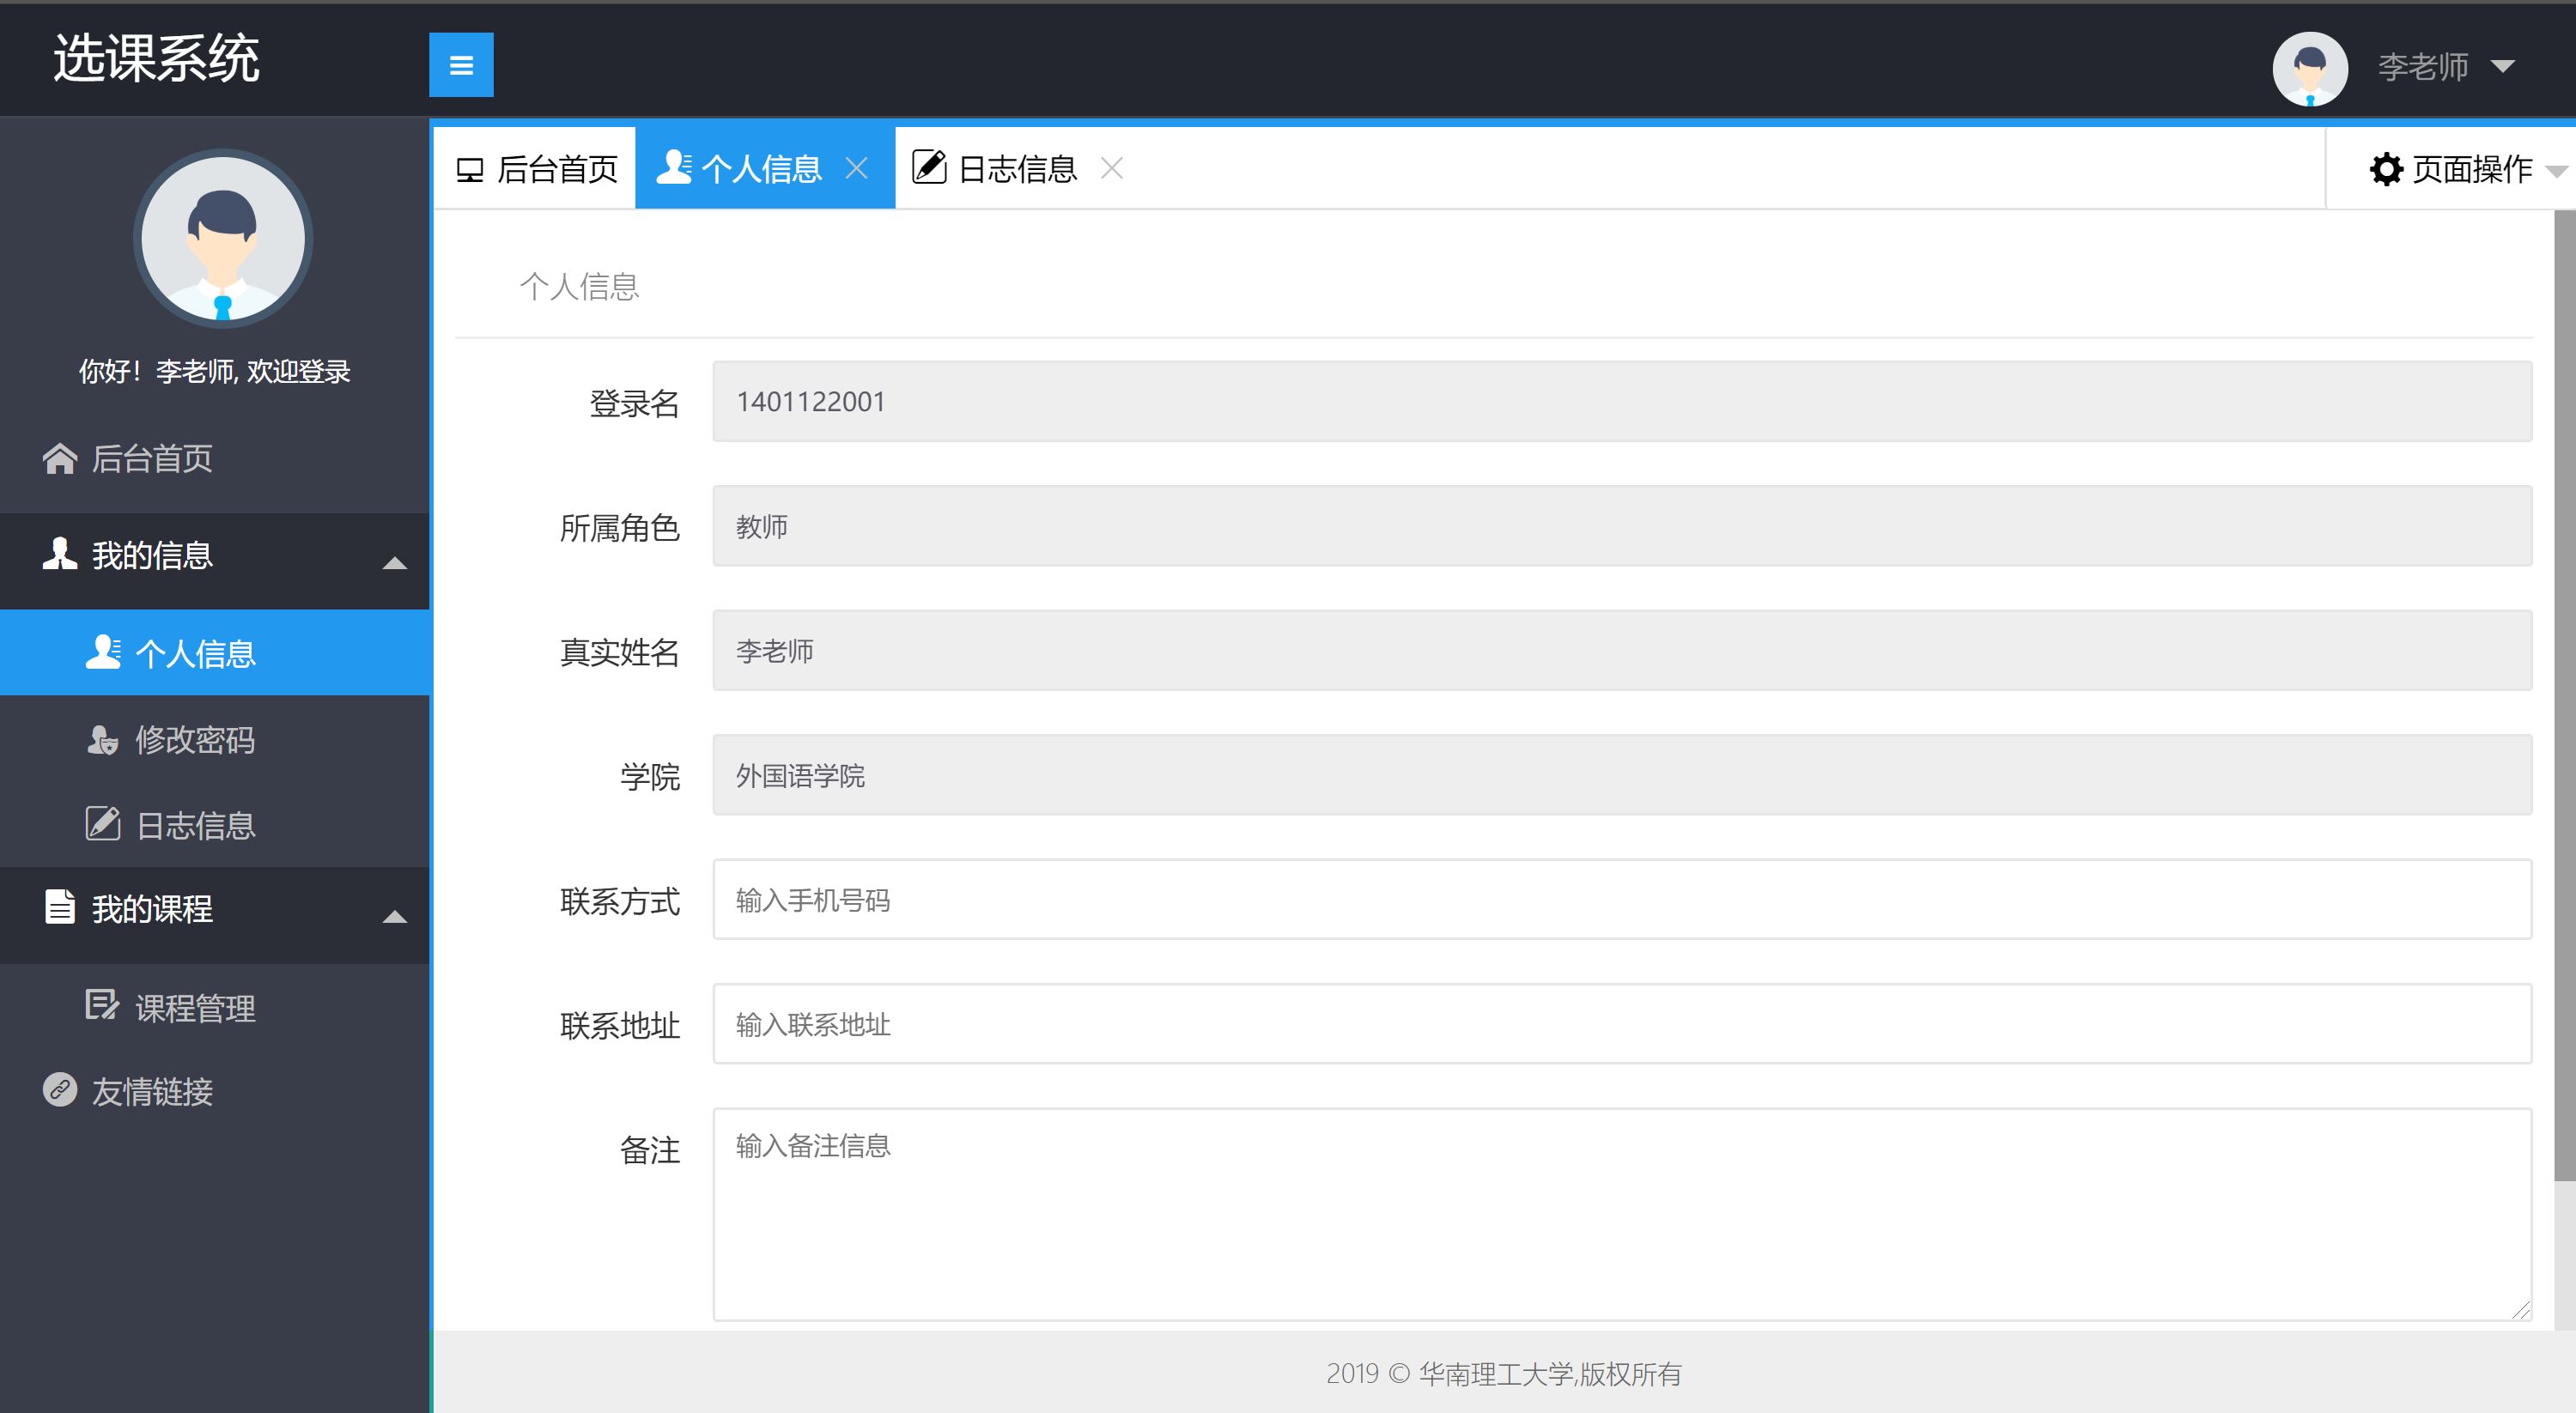 选课系统
李老师
你好！李老师, 欢迎登录
后台首页
我的信息
个人信息
修改密码
日志信息
我的课程
课程管理
友情链接
后台首页 个人信息 日志信息 页面操作
个人信息
登录名 1401122001
所属角色 教师
真实姓名 李老师
学院 外国语学院
联系方式 输入手机号码
联系地址 输入联系地址
备注 输入备注信息
2019 © 华南理工大学,版权所有